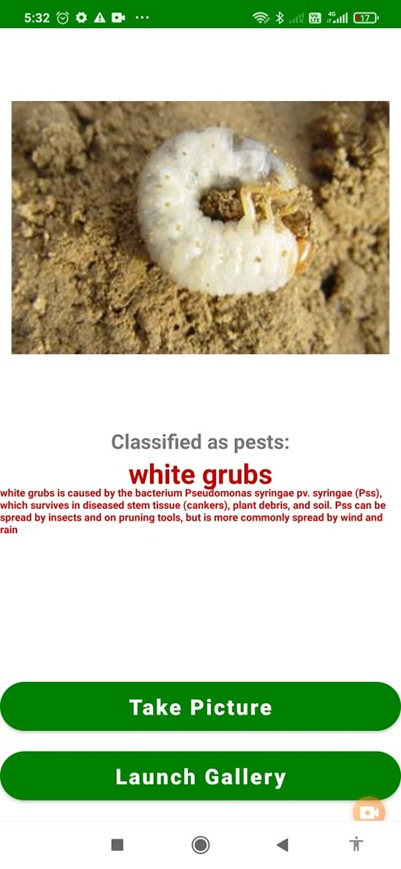 5:32
4G
17
Classified as pests:
white grubs
white grubs is caused by the bacterium Pseudomonas syringae pv. syringae (Pss),
which survives in diseased stem tissue (cankers), plant debris, and soil. Pss can be
spread by insects and on pruning tools, but is more commonly spread by wind and
rain
Take Picture
Launch Gallery